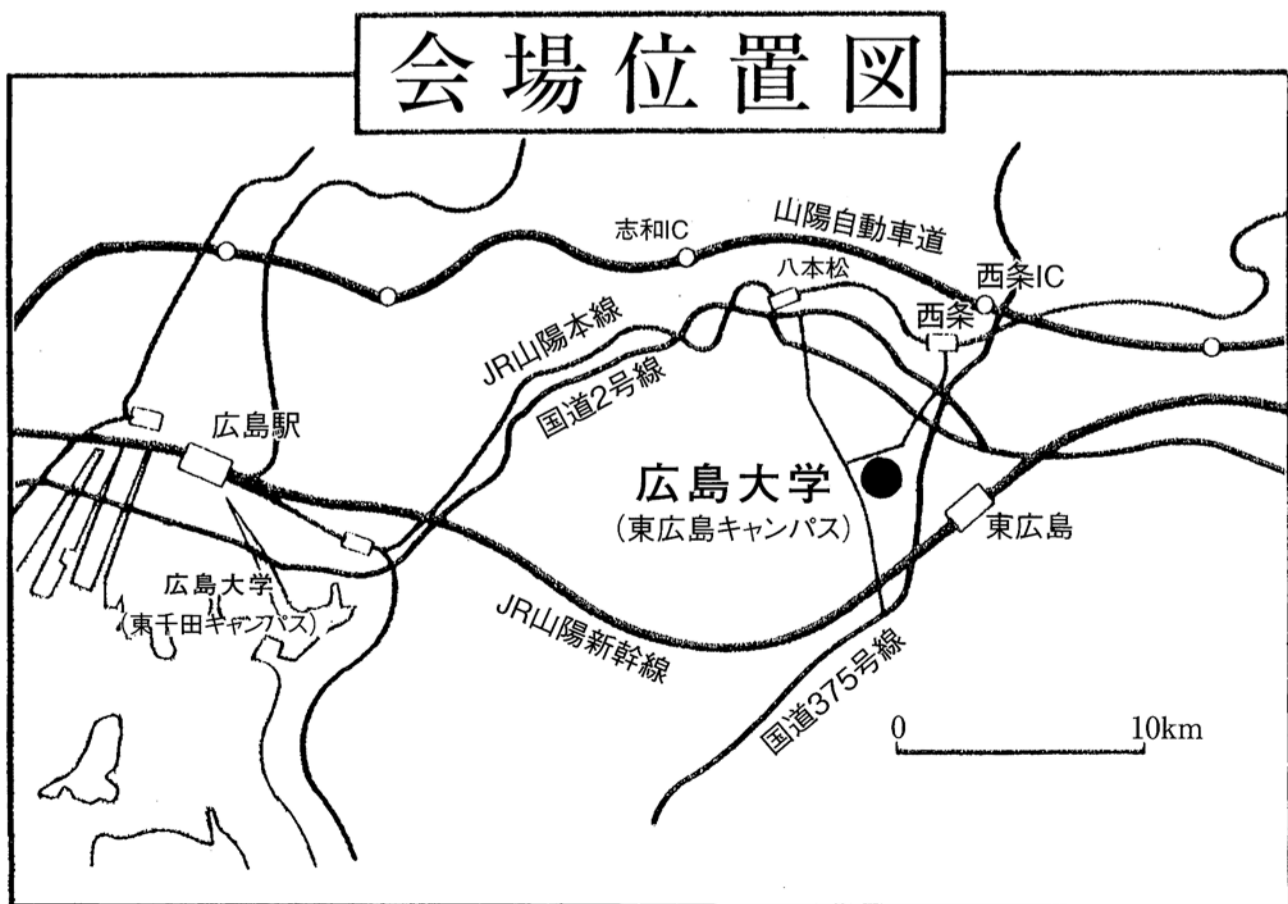 会場位置図
山陽自動車道
志和IC
八本松
西条IC
西条
JR山陽本線
国道2号線
広島駅
広島大学
(東広島キャンパス)
東広島
広島大学
(東千田キャンパス)
JR山陽新幹線
国道375号線
0 10km